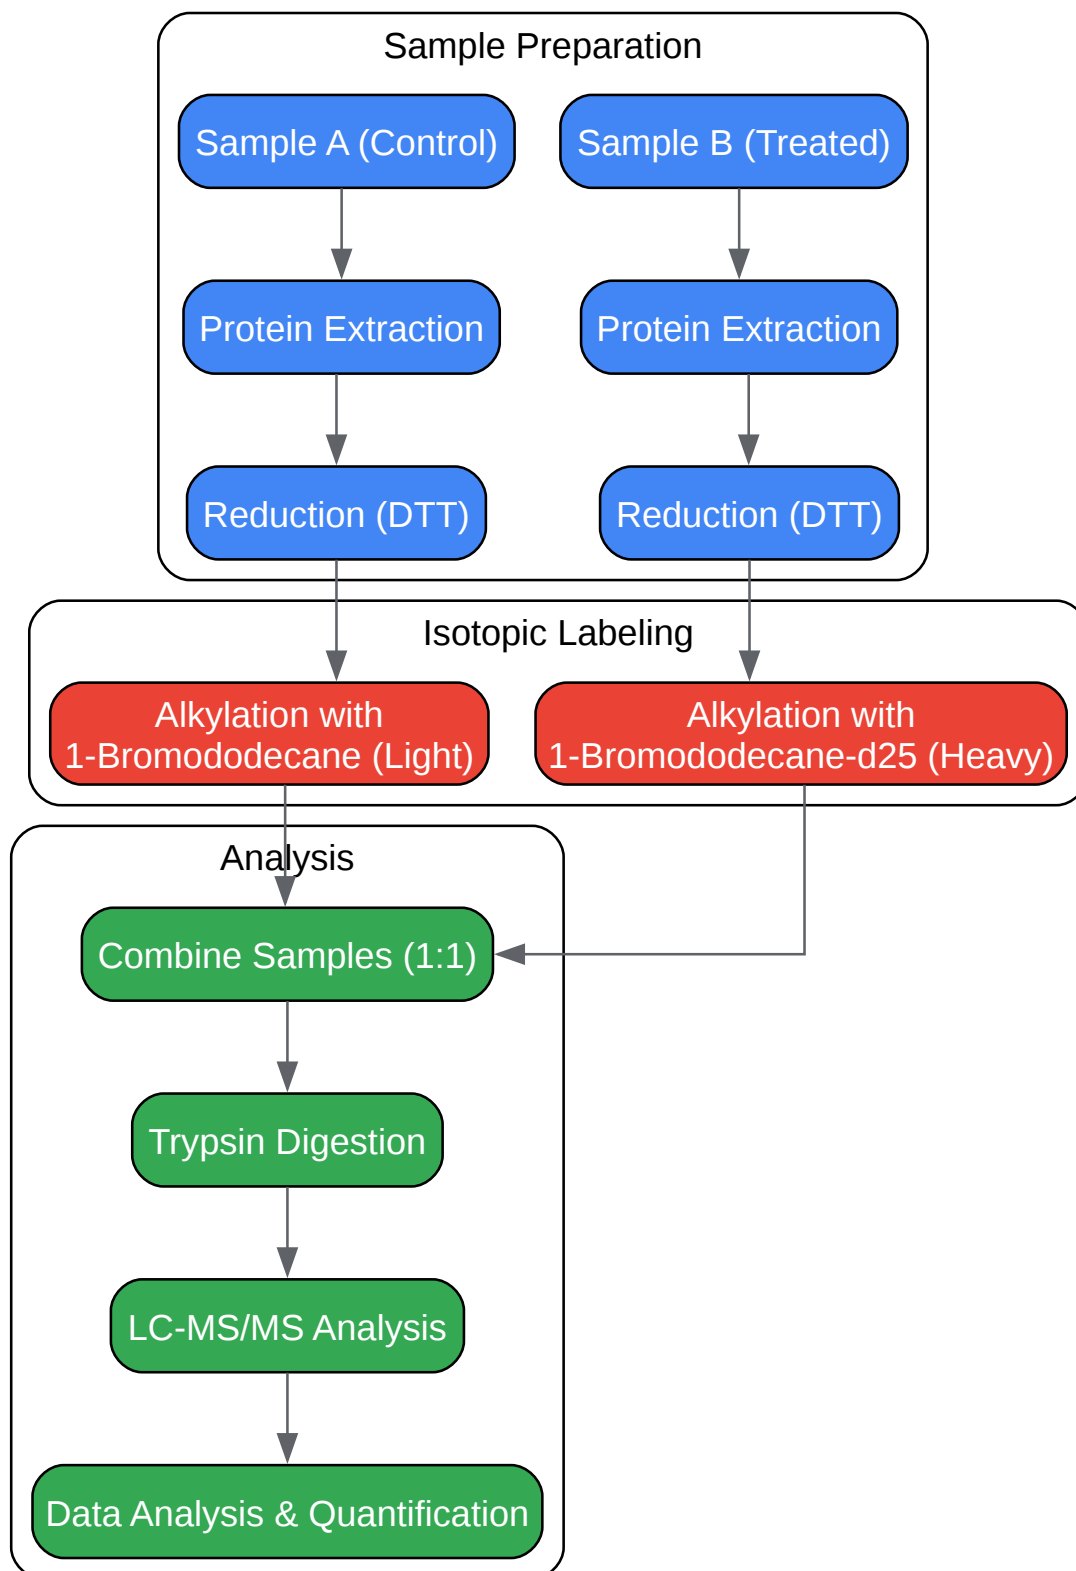 Sample Preparation
Sample A (Control)
Sample B (Treated)
Protein Extraction
Protein Extraction
Reduction (DTT)
Reduction (DTT)
Isotopic Labeling
Alkylation with
1-Bromododecane (Light)
Alkylation with
1-Bromododecane-d25 (Heavy)
Analysis
Combine Samples (1:1)
Trypsin Digestion
LC-MS/MS Analysis
Data Analysis & Quantification